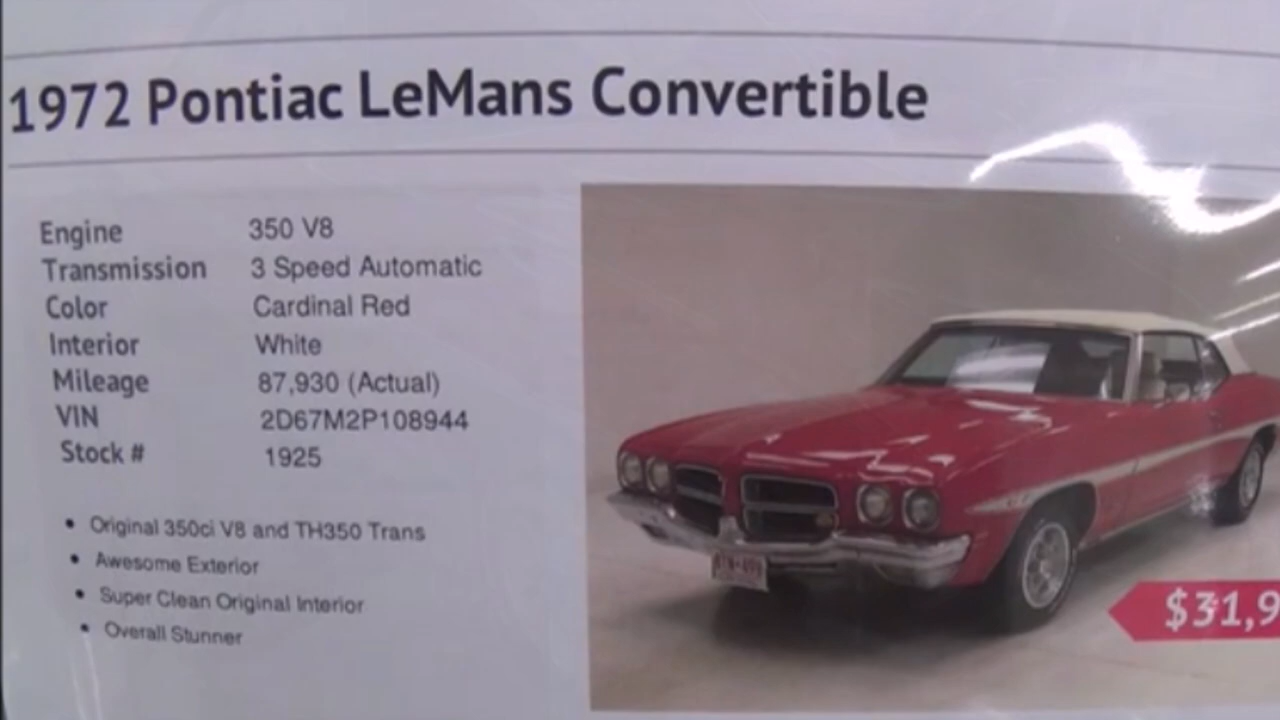 1972 Pontiac LeMans Convertible
Engine 350 V8
Transmission 3 Speed Automatic
Color Cardinal Red
Interior White
Mileage 87,930 (Actual)
VIN 2D67M2P108944
Stock # 1925
• Original 350ci V8 and TH350 Trans
• Awesome Exterior
• Super Clean Original Interior
• Overall Stunner
$31,9